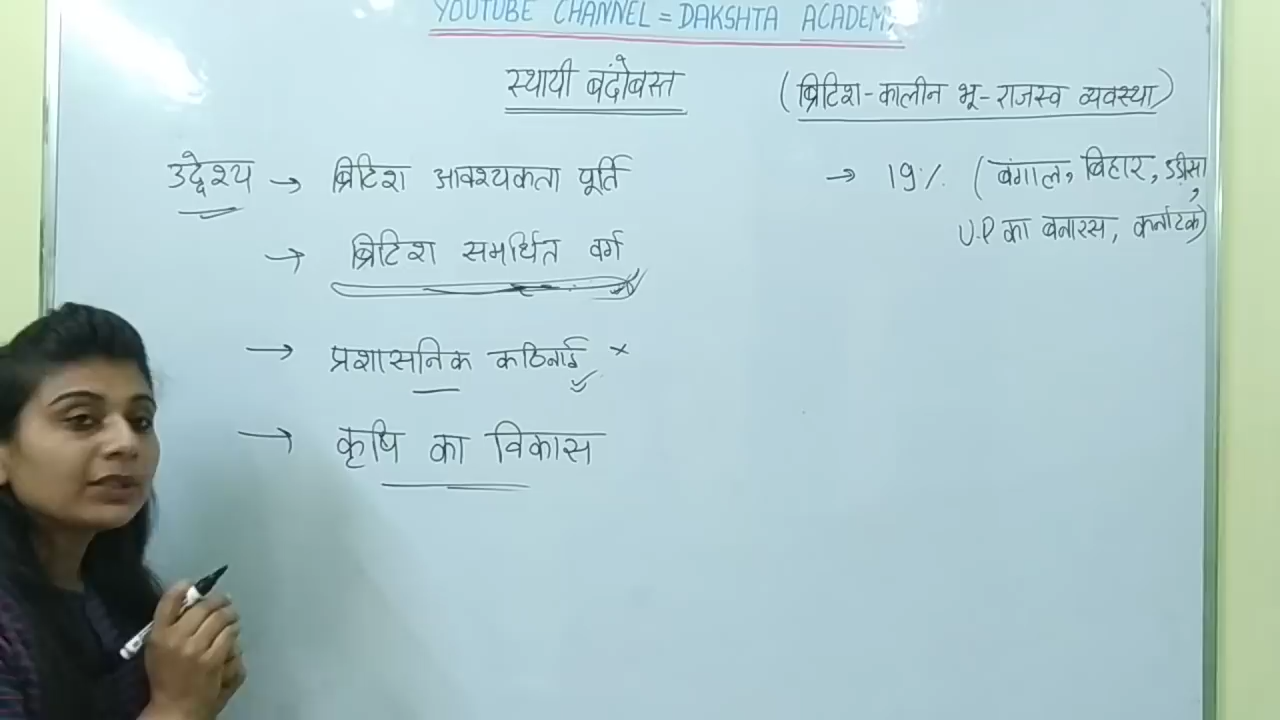 YOUTUBE CHANNEL = DAKSHTA ACADEMY
स्थायी बंदोबस्त
(ब्रिटिश-कालीन भू-राजस्व व्यवस्था)
उद्देश्य → ब्रिटिश आवश्यकता पूर्ति
→ ब्रिटिश समर्थित वर्ग
→ प्रशासनिक कठिनाई ×
→ कृषि का विकास
→ 19% (बंगाल, बिहार, उड़ीसा,
U.P का बनारस, कर्नाटक)